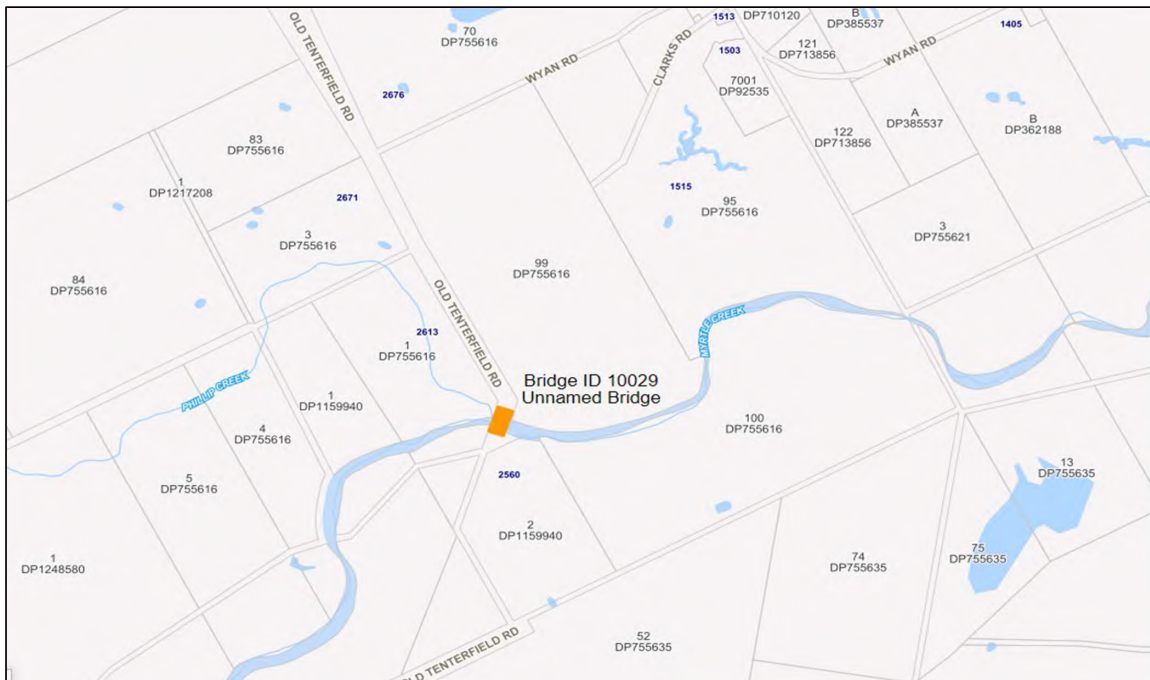 1513
DP710120
B
DP385537
1405
70
DP755616
OLD TENTERFIELD RD
WYAN RD
CLARKS RD
1503
121
DP713856
WYAN RD
7001
DP92535
2676
A
DP385537
B
DP362188
122
DP713856
83
DP755616
1
DP1217208
2671
1515
95
DP755616
3
DP755616
3
DP755621
84
DP755616
99
DP755616
OLD TENTERFIELD RD
2613
1
DP755616
MYRTLE CREEK
PHILLIP CREEK
Bridge ID 10029
Unnamed Bridge
1
DP1159940
4
DP755616
100
DP755616
5
DP755616
2560
13
DP755635
2
DP1159940
1
DP1248580
74
DP755635
75
DP755635
52
DP755635
OLD TENTERFIELD RD